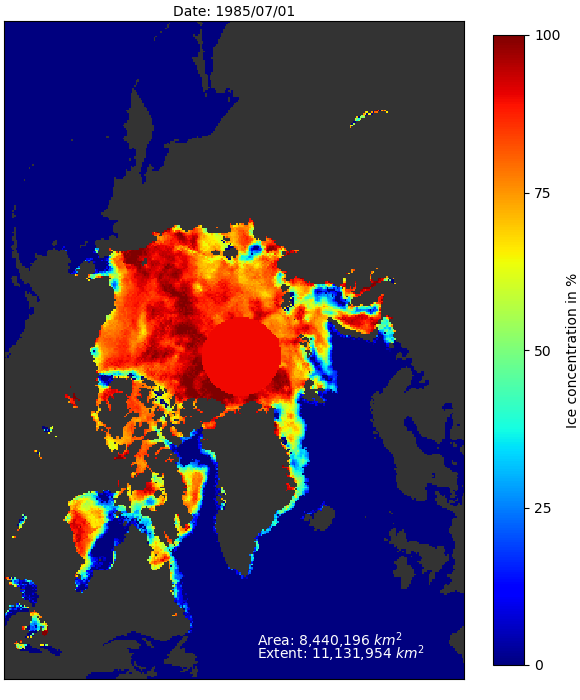 Date: 1985/07/01
100
75
50
25
0
Ice concentration in %
Area: 8,440,196 km²
Extent: 11,131,954 km²